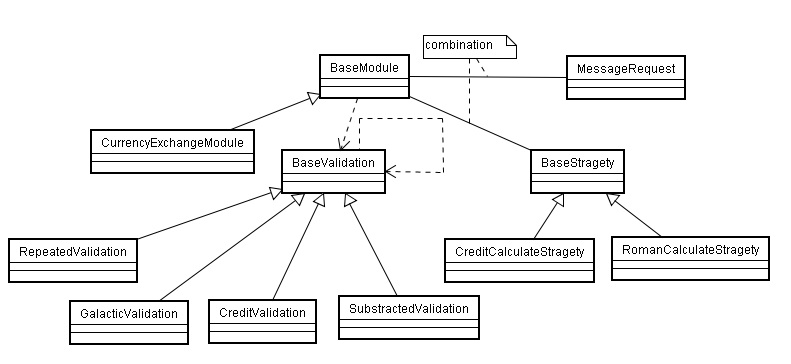 combination
BaseModule
MessageRequest
CurrencyExchangeModule
BaseValidation
BaseStragety
RepeatedValidation
CreditCalculateStragety
RomanCalculateStragety
GalacticValidation
CreditValidation
SubstractedValidation